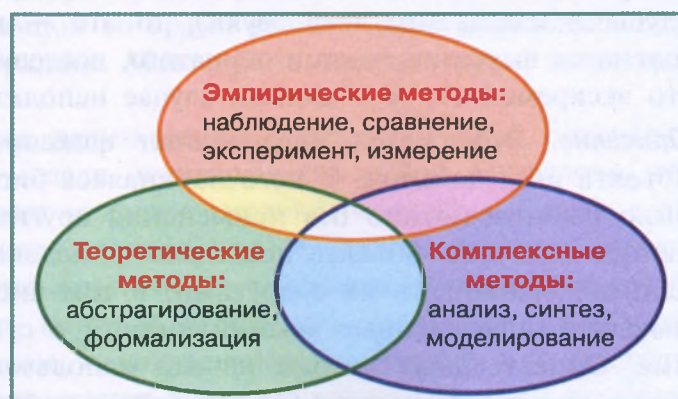 Эмпирические методы:
наблюдение, сравнение,
эксперимент, измерение
Теоретические
методы:
абстрагирование,
формализация
Комплексные
методы:
анализ, синтез,
моделирование